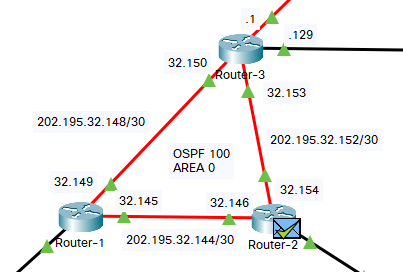 .1
.129
32.150
Router-3
32.153
202.195.32.148/30
202.195.32.152/30
OSPF 100
AREA 0
32.149
32.145
32.146
32.154
Router-1
202.195.32.144/30
Router-2